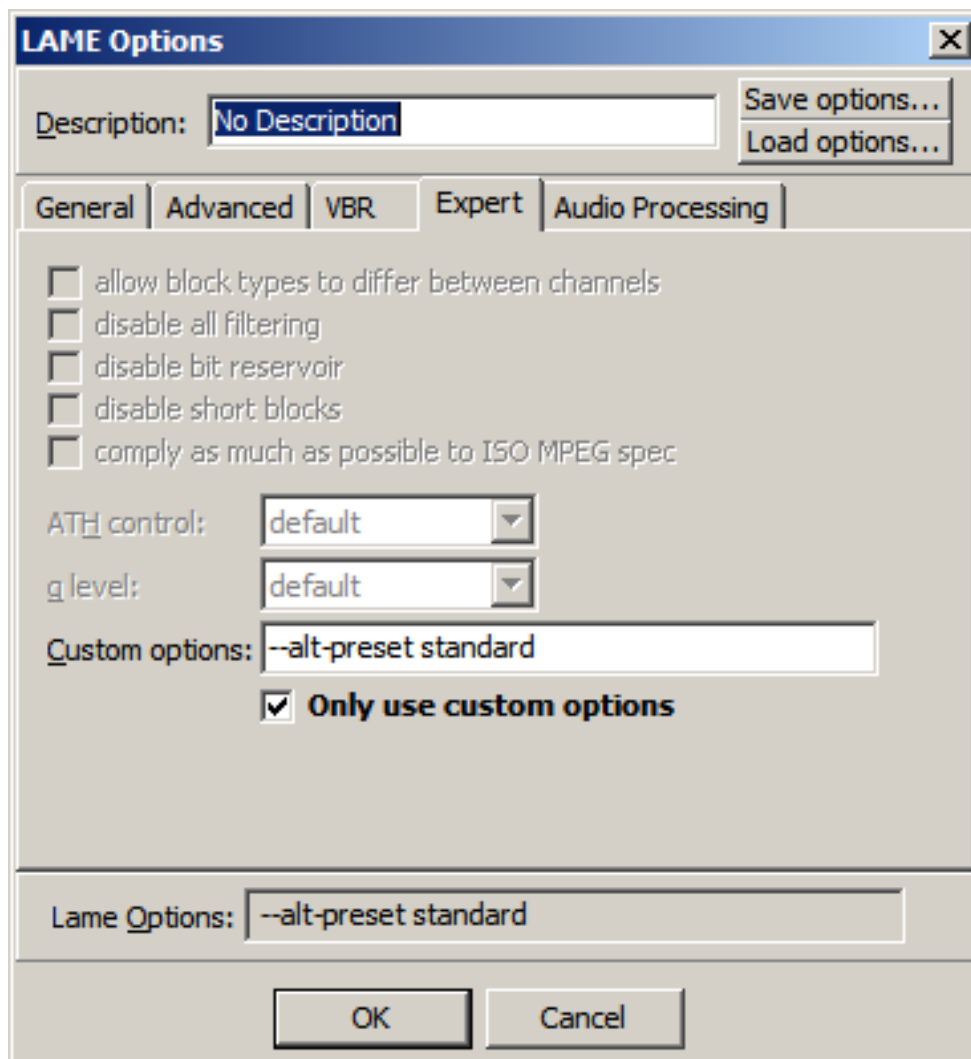 LAME Options
Description: No Description
Save options...
Load options...
General Advanced VBR Expert Audio Processing
allow block types to differ between channels
disable all filtering
disable bit reservoir
disable short blocks
comply as much as possible to ISO MPEG spec
ATH control: default
q level: default
Custom options: --alt-preset standard
Only use custom options
Lame Options: --alt-preset standard
OK Cancel